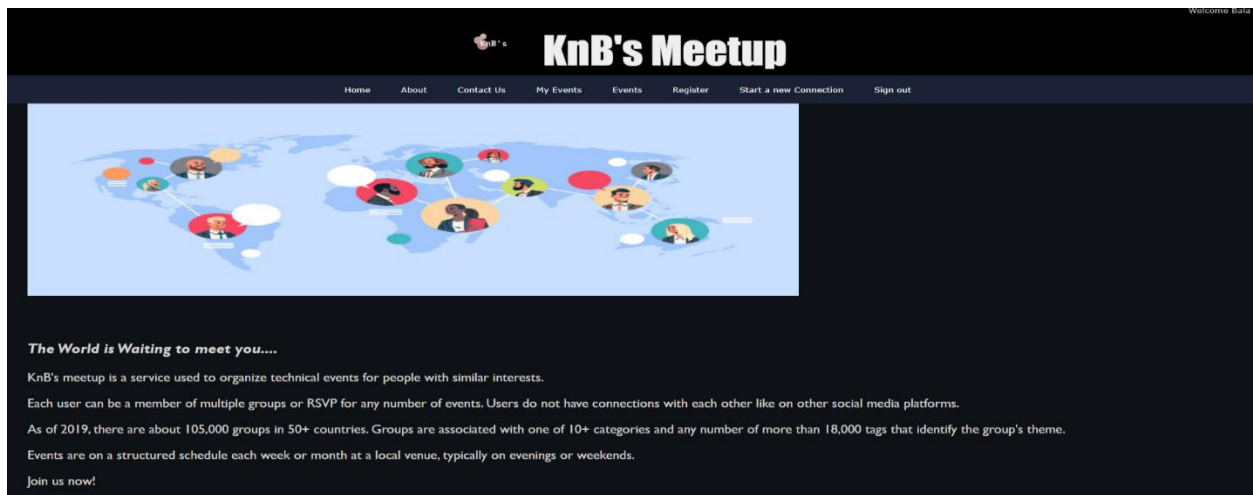 Welcome Bala
KnB's
KnB's Meetup
Home About Contact Us My Events Events Register Start a new Connection Sign out
The World is Waiting to meet you....
KnB's meetup is a service used to organize technical events for people with similar interests.
Each user can be a member of multiple groups or RSVP for any number of events. Users do not have connections with each other like on other social media platforms.
As of 2019, there are about 105,000 groups in 50+ countries. Groups are associated with one of 10+ categories and any number of more than 18,000 tags that identify the group's theme.
Events are on a structured schedule each week or month at a local venue, typically on evenings or weekends.
Join us now!